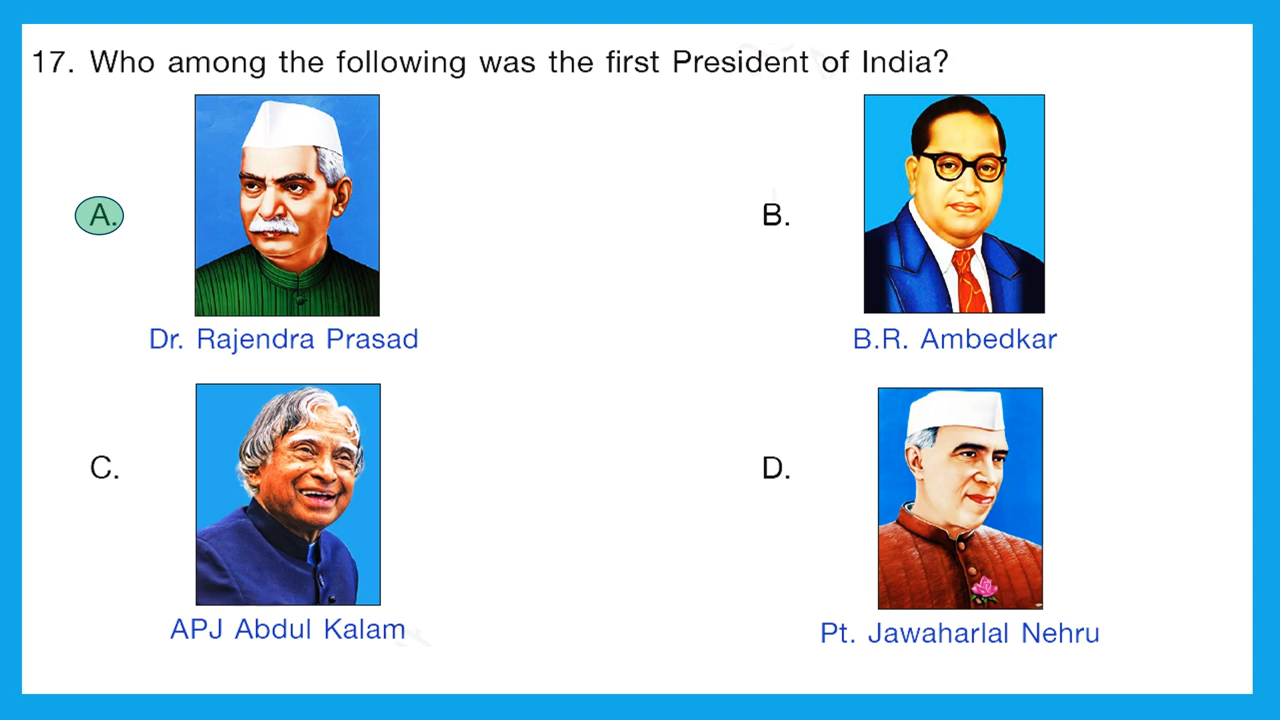 17. Who among the following was the first President of India?
A.
B.
Dr. Rajendra Prasad
B.R. Ambedkar
C.
D.
APJ Abdul Kalam
Pt. Jawaharlal Nehru